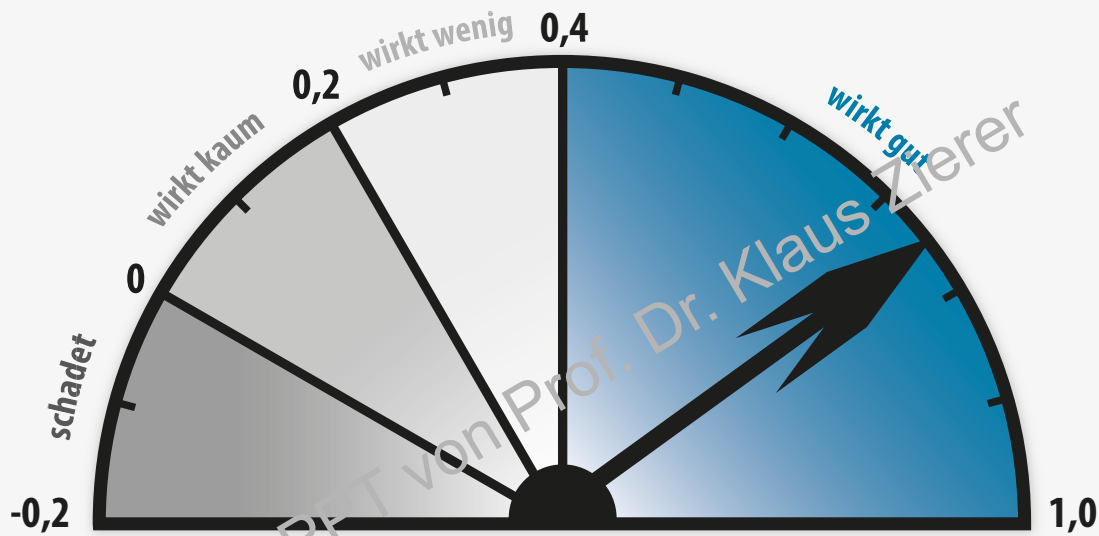 0,4
wirkt wenig
0,2
wirkt gut
wirkt kaum
0
schadet
-0,2
1,0
PPT von Prof. Dr. Klaus Zierer